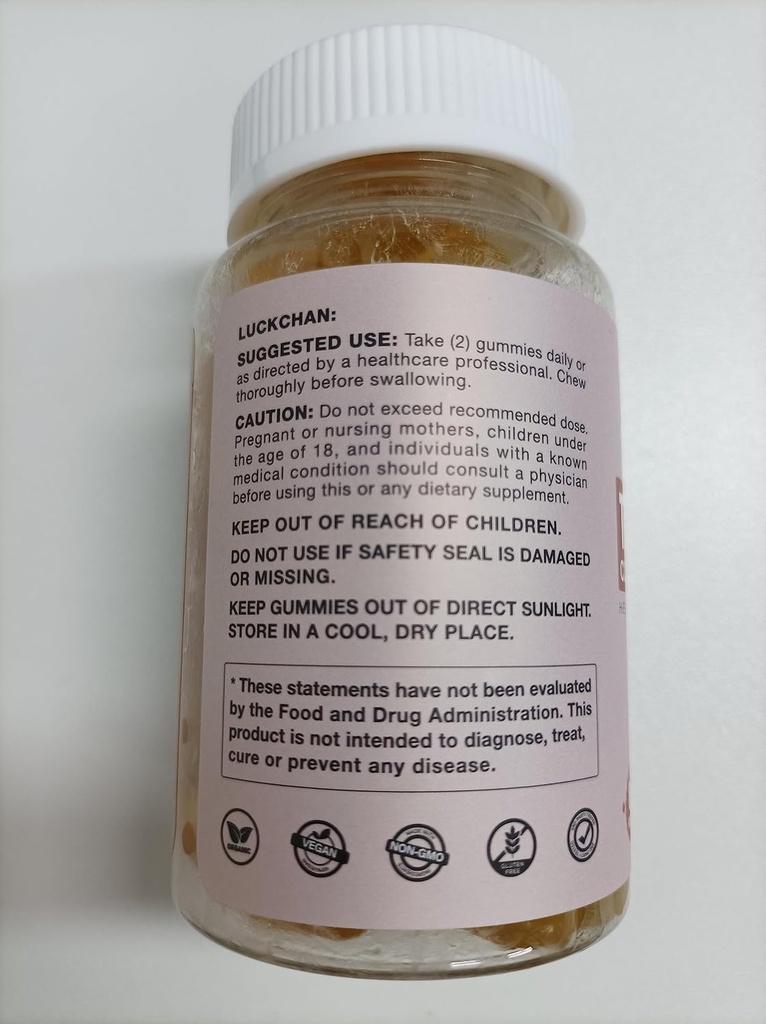 LUCKCHAN:
SUGGESTED USE: Take (2) gummies daily or
as directed by a healthcare professional. Chew
thoroughly before swallowing.
CAUTION: Do not exceed recommended dose.
Pregnant or nursing mothers, children under
the age of 18, and individuals with a known
medical condition should consult a physician
before using this or any dietary supplement.
KEEP OUT OF REACH OF CHILDREN.
DO NOT USE IF SAFETY SEAL IS DAMAGED
OR MISSING.
KEEP GUMMIES OUT OF DIRECT SUNLIGHT.
STORE IN A COOL, DRY PLACE.
* These statements have not been evaluated
by the Food and Drug Administration. This
product is not intended to diagnose, treat,
cure or prevent any disease.
ORGANIC
VEGAN
MADE WITH
NON-GMO
GLUTEN
FREE